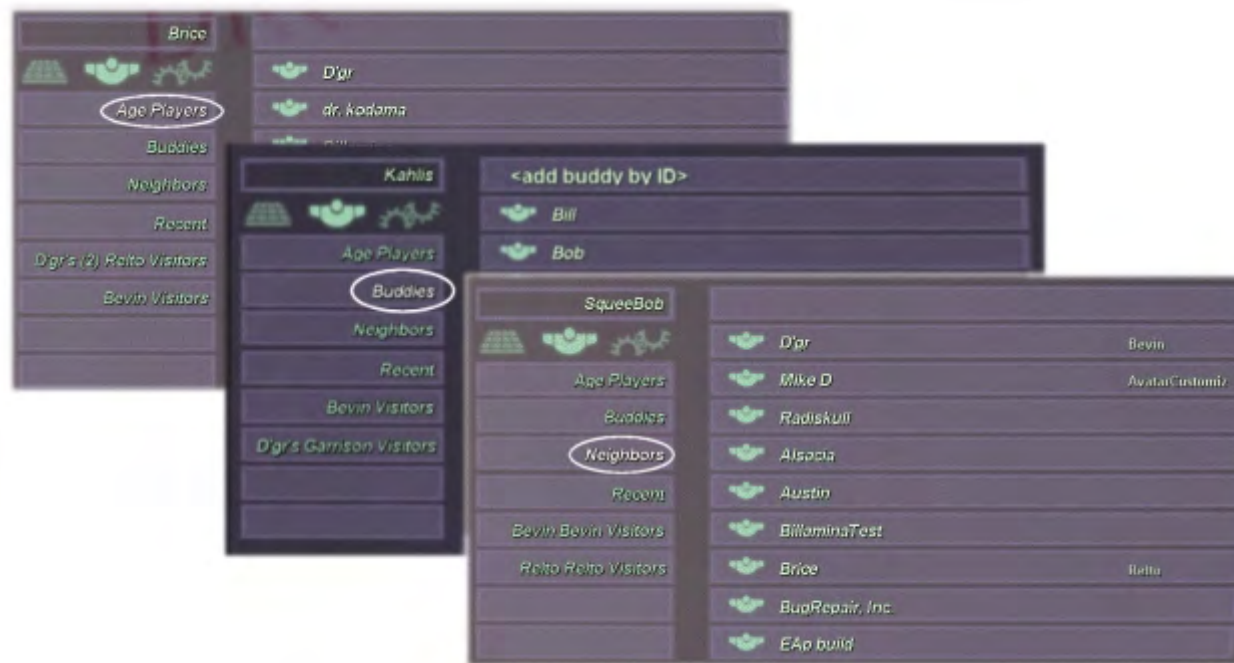 Brice
D'gr
Age Players
dr. kodama
Buddies
Neighbors
Recent
D'gr's (2) Relto Visitors
Bevin Visitors
Kahlis
<add buddy by ID>
Bill
Age Players
Bob
Buddies
Neighbors
Recent
Bevin Visitors
D'gr's Garrison Visitors
SqueeBob
D'gr Bevin
Age Players
Mike D AvatarCustomiz
Buddies
Radiskull
Neighbors
Alsacia
Recent
Austin
Bevin Bevin Visitors
BillaminaTest
Relto Relto Visitors
Brice Relto
BugRepair, Inc.
EAp build